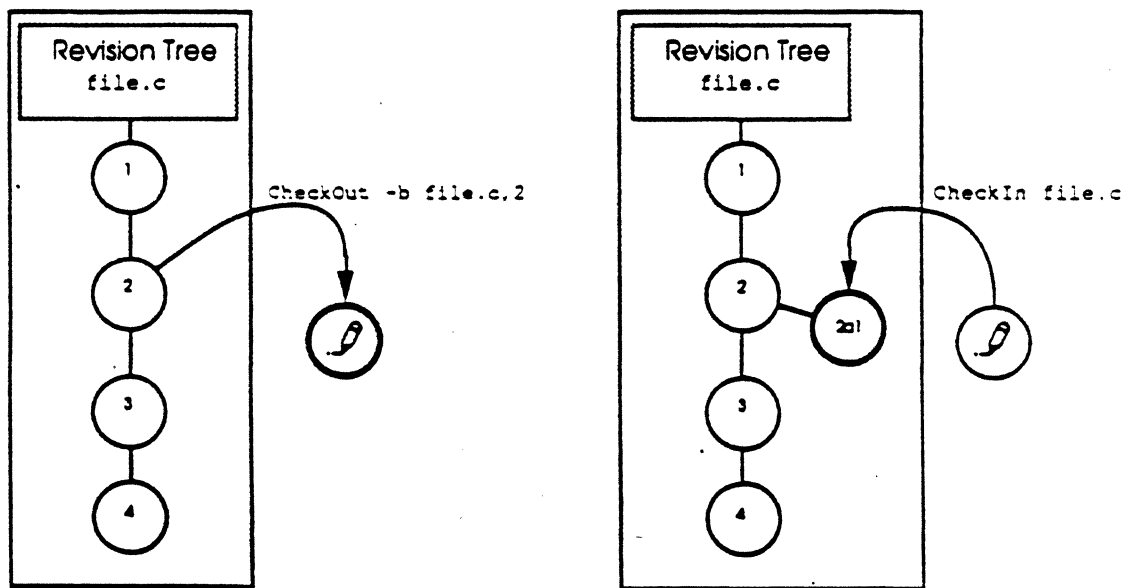 Revision Tree
file.c
1
CheckOut -b file.c,2
2
3
4
Revision Tree
file.c
1
CheckIn file.c
2
2a1
3
4